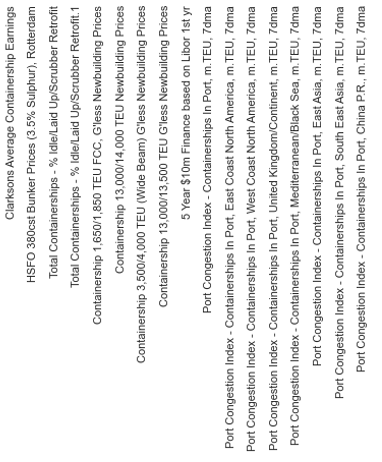 Clarksons Average Containership Earnings
HSFO 380cst Bunker Prices (3.5% Sulphur), Rotterdam
Total Containerships - % Idle/Laid Up/Scrubber Retrofit
Total Containerships - % Idle/Laid Up/Scrubber Retrofit.1
Containership 1,650/1,850 TEU FCC, G'less Newbuilding Prices
Containership 13,000/14,000 TEU Newbuilding Prices
Containership 3,500/4,000 TEU (Wide Beam) G'less Newbuilding Prices
Containership 13,000/13,500 TEU G'less Newbuilding Prices
5 Year $10m Finance based on Libor 1st yr
Port Congestion Index - Containerships In Port, m.TEU, 7dma
Port Congestion Index - Containerships In Port, East Coast North America, m.TEU, 7dma
Port Congestion Index - Containerships In Port, West Coast North America, m.TEU, 7dma
Port Congestion Index - Containerships In Port, United Kingdom/Continent, m.TEU, 7dma
Port Congestion Index - Containerships In Port, Mediterranean/Black Sea, m.TEU, 7dma
Port Congestion Index - Containerships In Port, East Asia, m.TEU, 7dma
Port Congestion Index - Containerships In Port, South East Asia, m.TEU, 7dma
Port Congestion Index - Containerships In Port, China P.R., m.TEU, 7dma